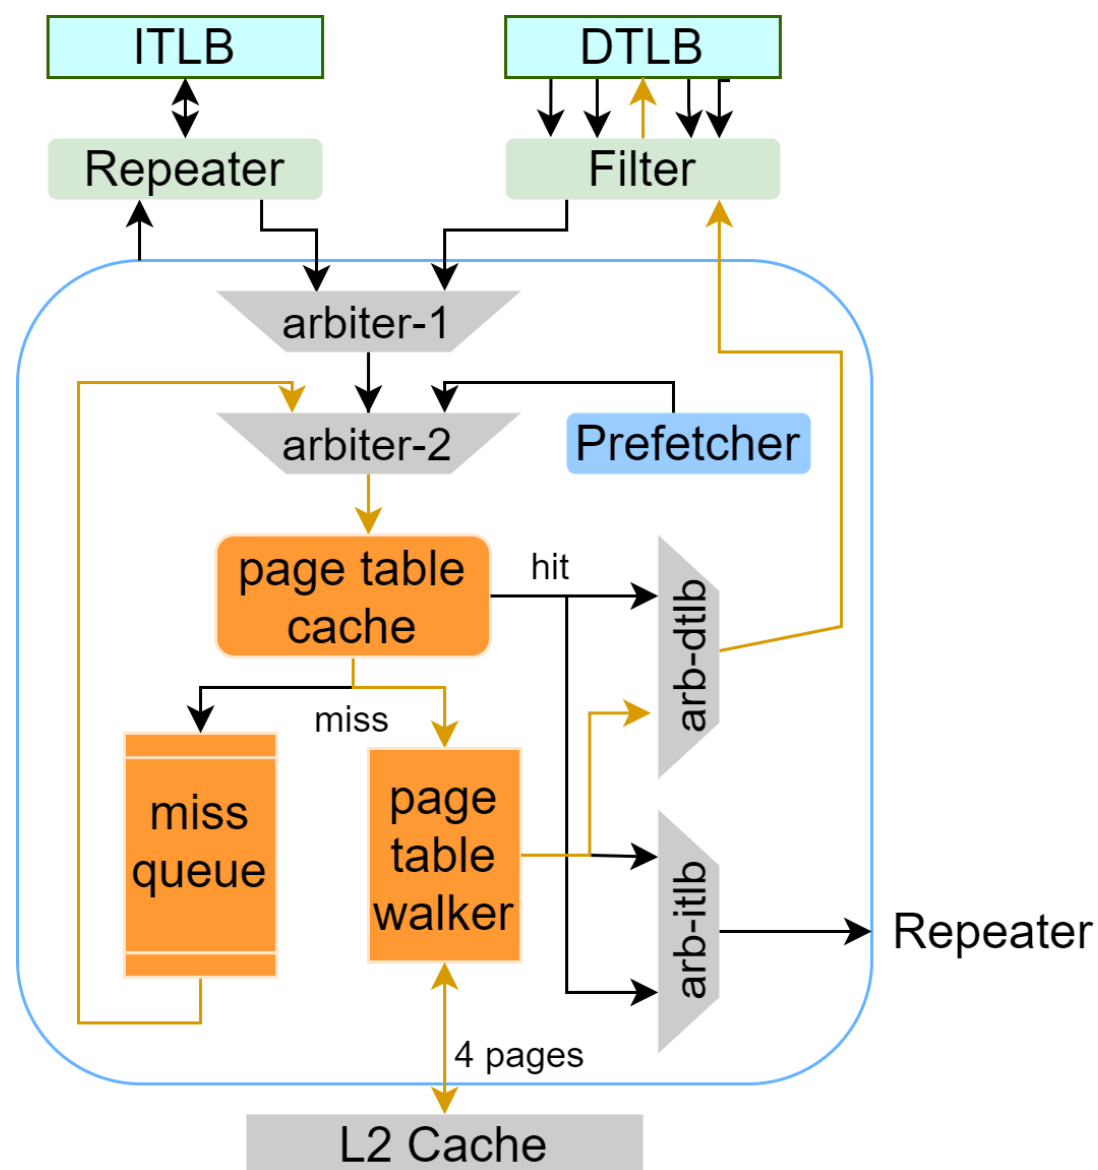 ITLB
DTLB
Repeater
Filter
arbiter-1
arbiter-2
Prefetcher
page table
cache
hit
arb-dtlb
miss
miss
queue
page
table
walker
arb-itlb
Repeater
4 pages
L2 Cache